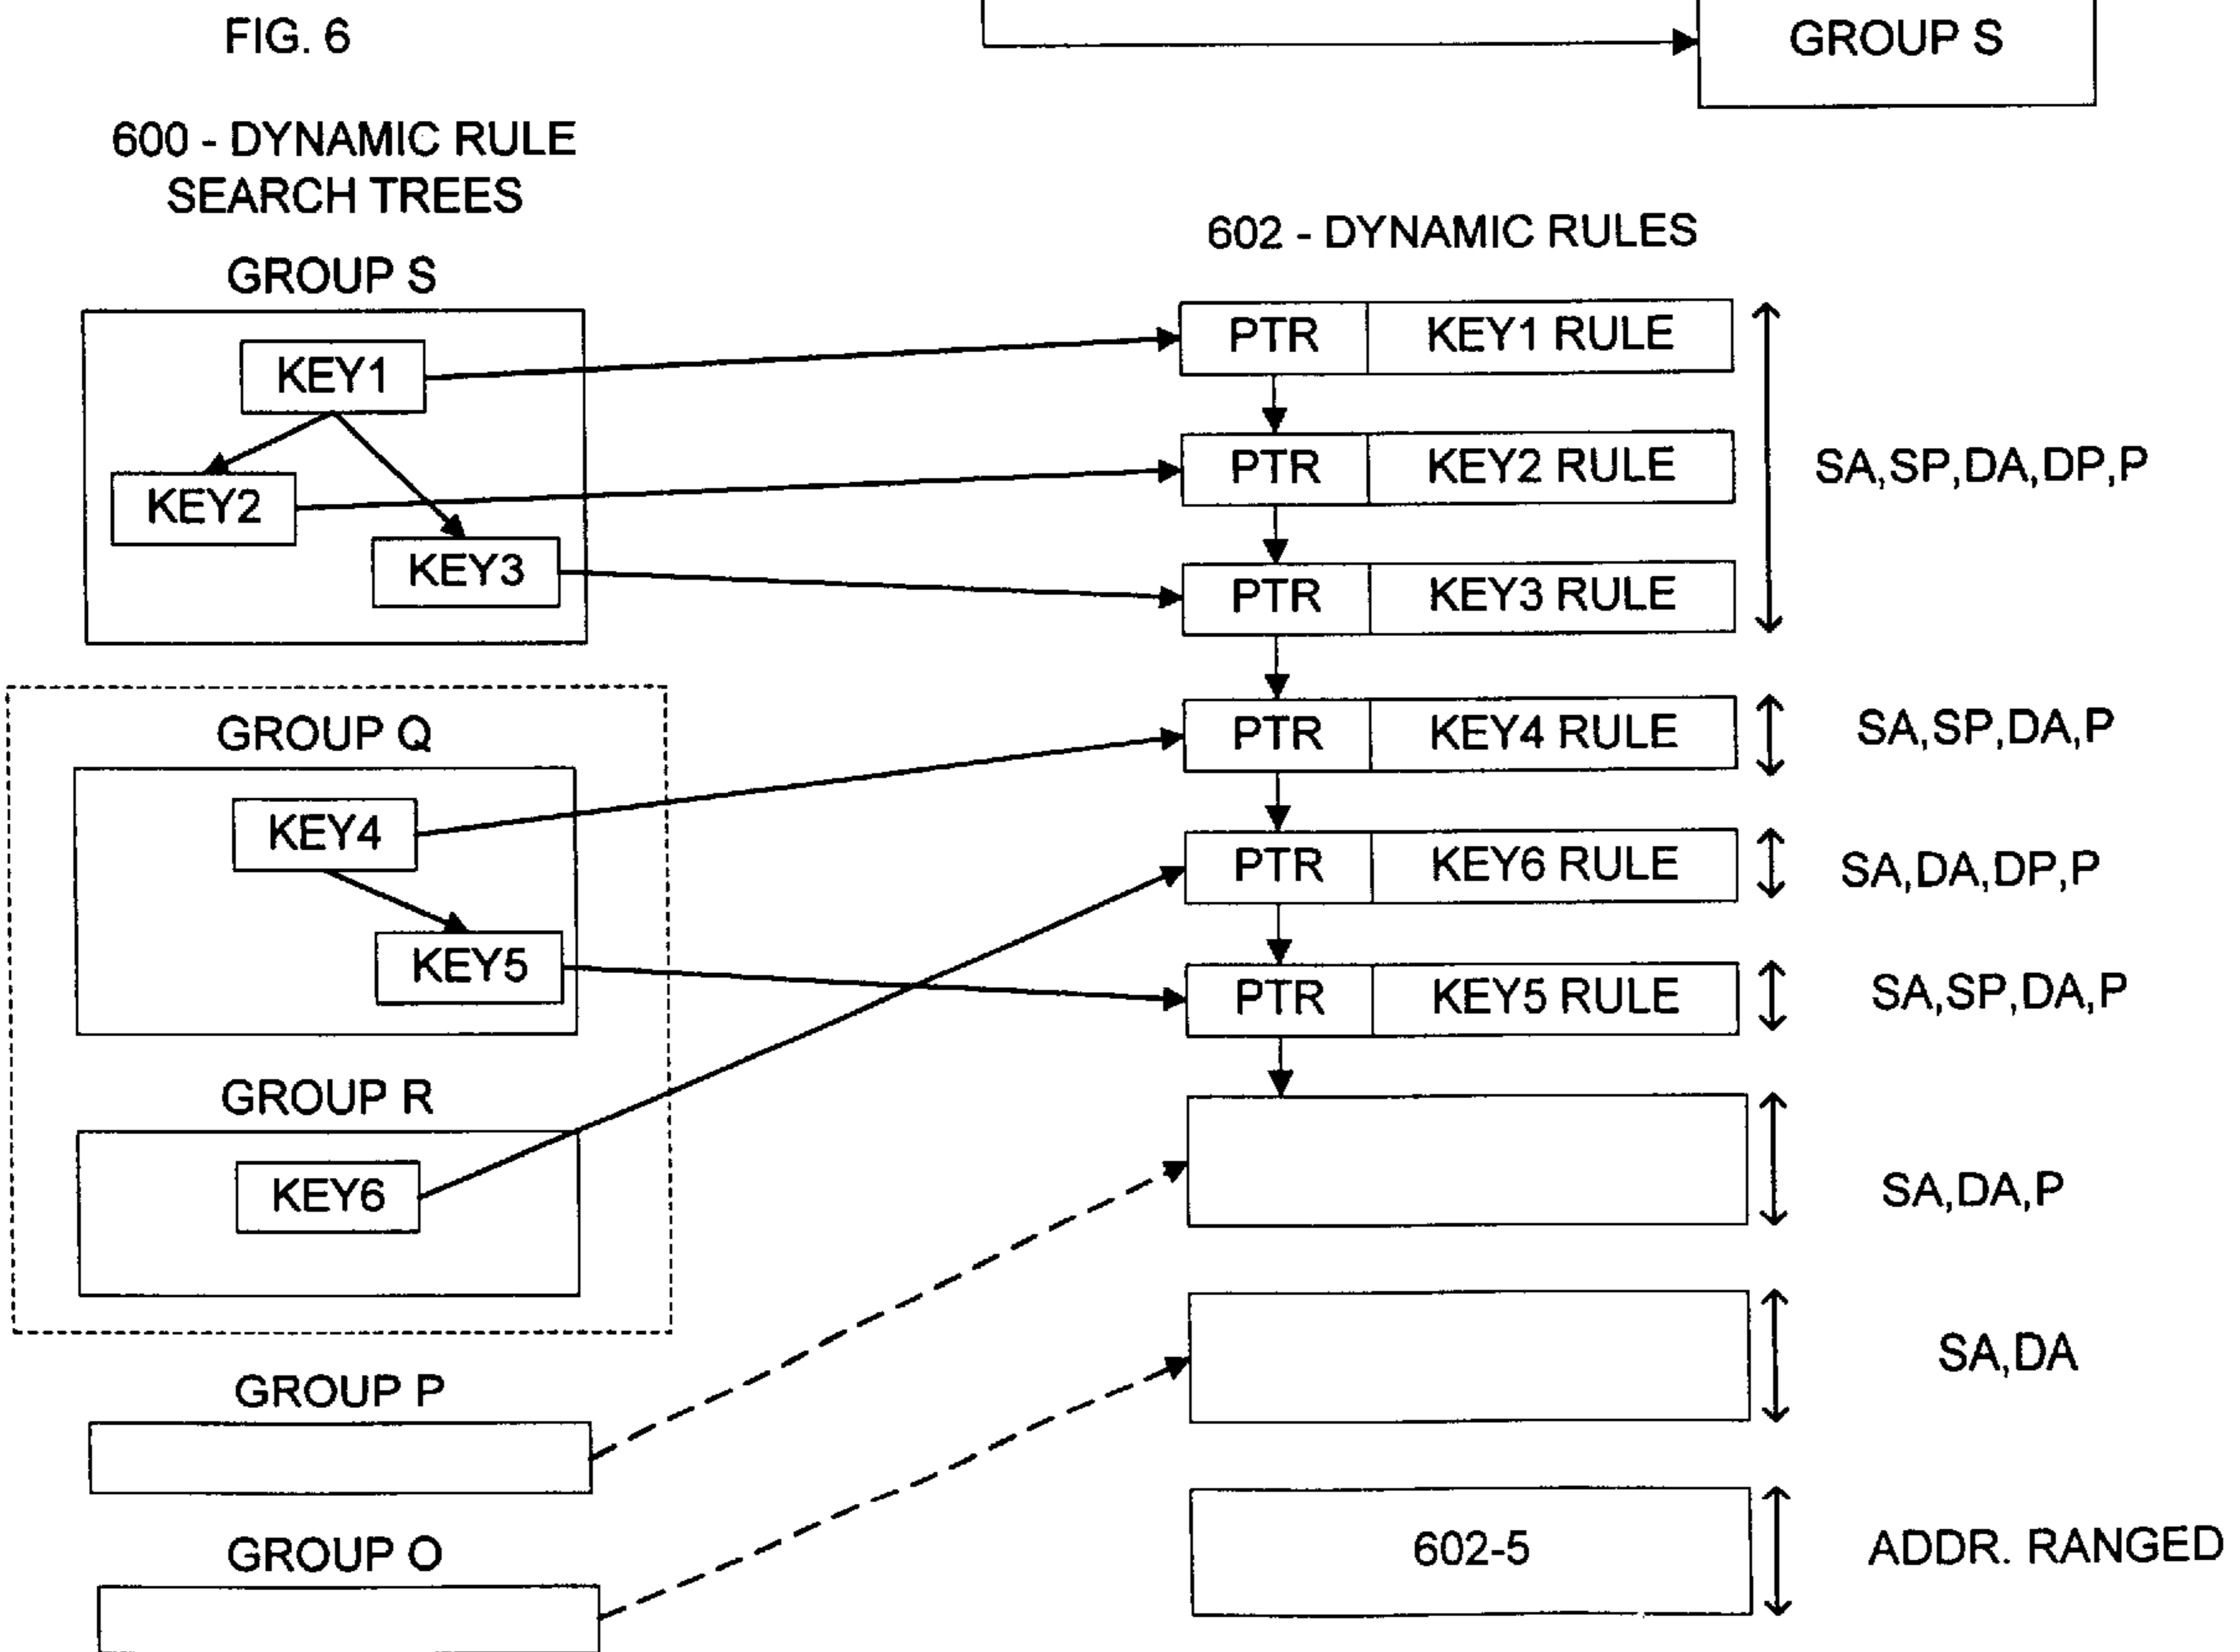 FIG. 6
GROUP S
600 - DYNAMIC RULE
SEARCH TREES
602 - DYNAMIC RULES
GROUP S
KEY1
KEY2
KEY3
PTR KEY1 RULE
PTR KEY2 RULE
PTR KEY3 RULE
SA,SP,DA,DP,P
GROUP Q
KEY4
KEY5
PTR KEY4 RULE
SA,SP,DA,P
PTR KEY6 RULE
SA,DA,DP,P
PTR KEY5 RULE
SA,SP,DA,P
GROUP R
KEY6
SA,DA,P
GROUP P
SA,DA
GROUP O
602-5
ADDR. RANGED